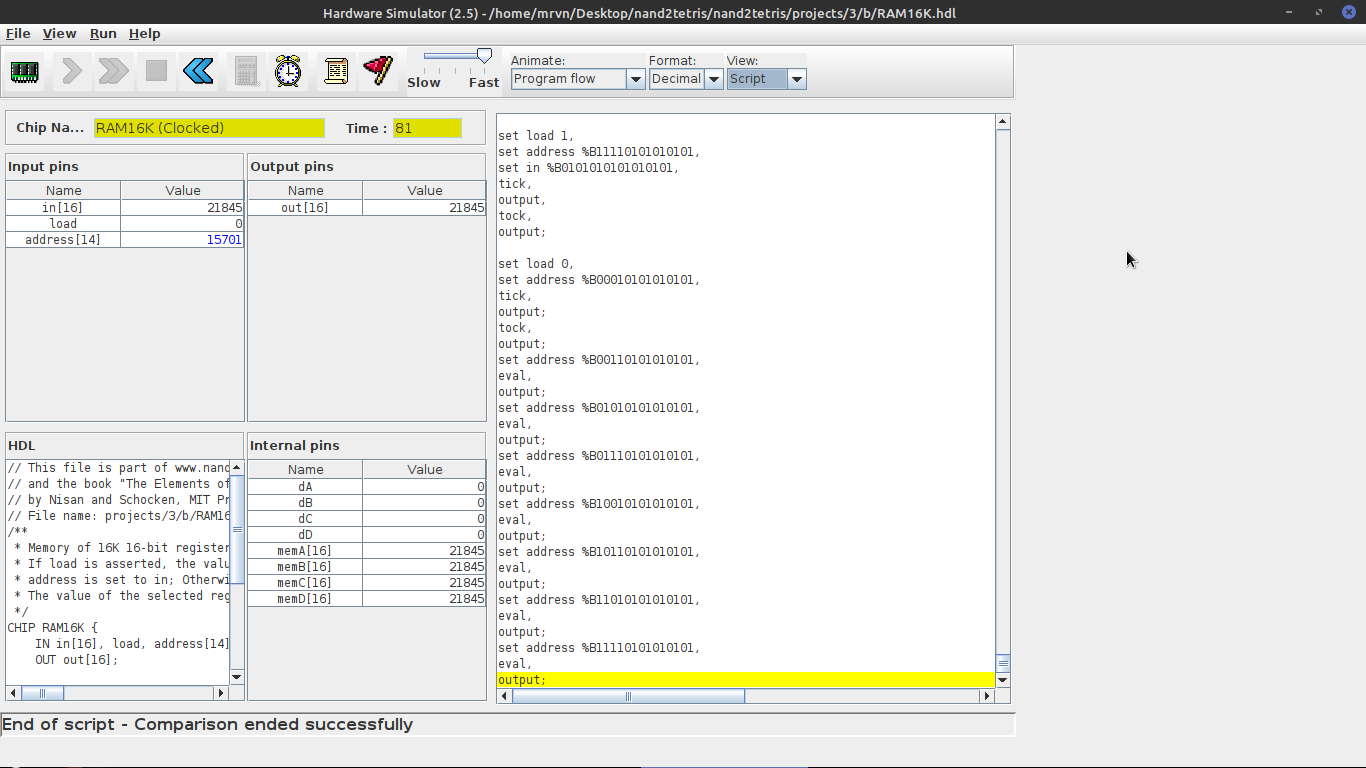 Hardware Simulator (2.5) - /home/mrvn/Desktop/nand2tetris/nand2tetris/projects/3/b/RAM16K.hdl
File View Run Help
Animate: Format: View:
Slow Fast Program flow Decimal Script
Chip Na... RAM16K (Clocked) Time : 81
Input pins
Name Value
in[16] 21845
load 0
address[14] 15701
Output pins
Name Value
out[16] 21845
HDL
// This file is part of www.nand
// and the book "The Elements of
// by Nisan and Schocken, MIT Pr
// File name: projects/3/b/RAM16
/**
* Memory of 16K 16-bit register
* If load is asserted, the valu
* address is set to in; Otherwi
* The value of the selected reg
*/
CHIP RAM16K {
IN in[16], load, address[14]
OUT out[16];
Internal pins
Name Value
dA 0
dB 0
dC 0
dD 0
memA[16] 21845
memB[16] 21845
memC[16] 21845
memD[16] 21845
set load 1,
set address %B11110101010101,
set in %B0101010101010101,
tick,
output,
tock,
output;
set load 0,
set address %B00010101010101,
tick,
output;
tock,
output;
set address %B00110101010101,
eval,
output;
set address %B01010101010101,
eval,
output;
set address %B01110101010101,
eval,
output;
set address %B10010101010101,
eval,
output;
set address %B10110101010101,
eval,
output;
set address %B11010101010101,
eval,
output;
set address %B11110101010101,
eval,
output;
End of script - Comparison ended successfully